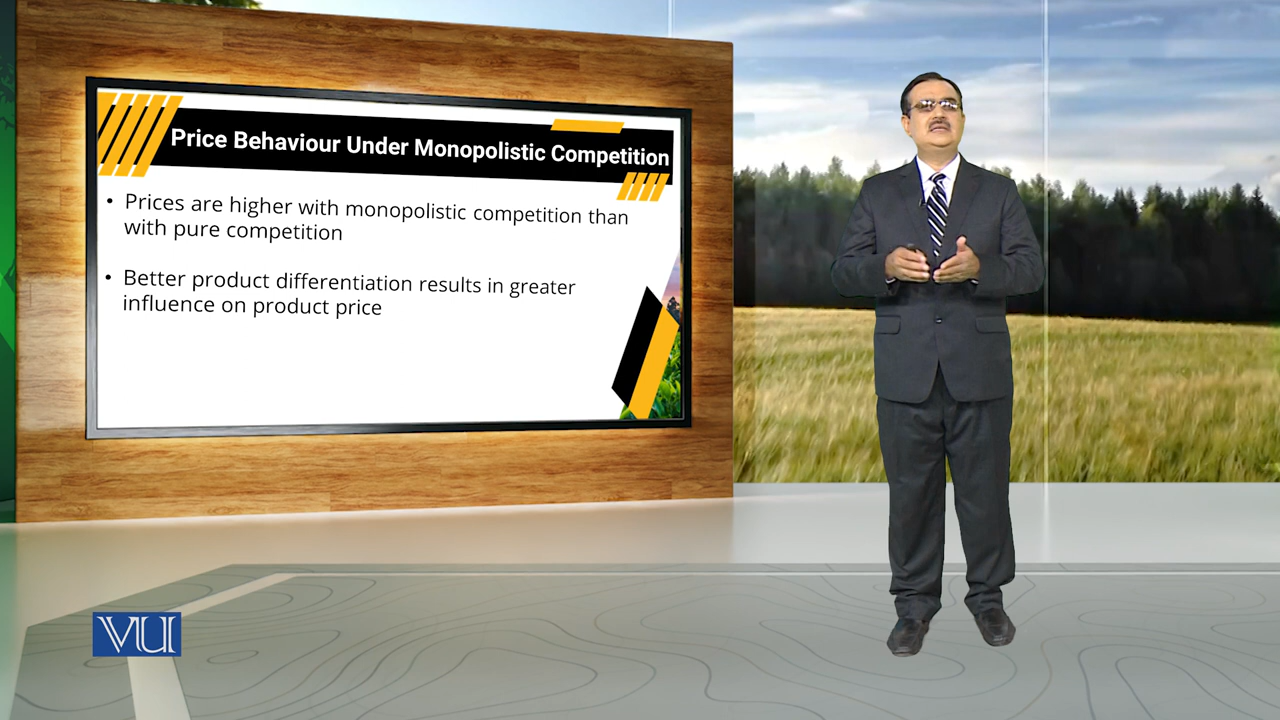 Price Behaviour Under Monopolistic Competition
• Prices are higher with monopolistic competition than
with pure competition
• Better product differentiation results in greater
influence on product price
VU